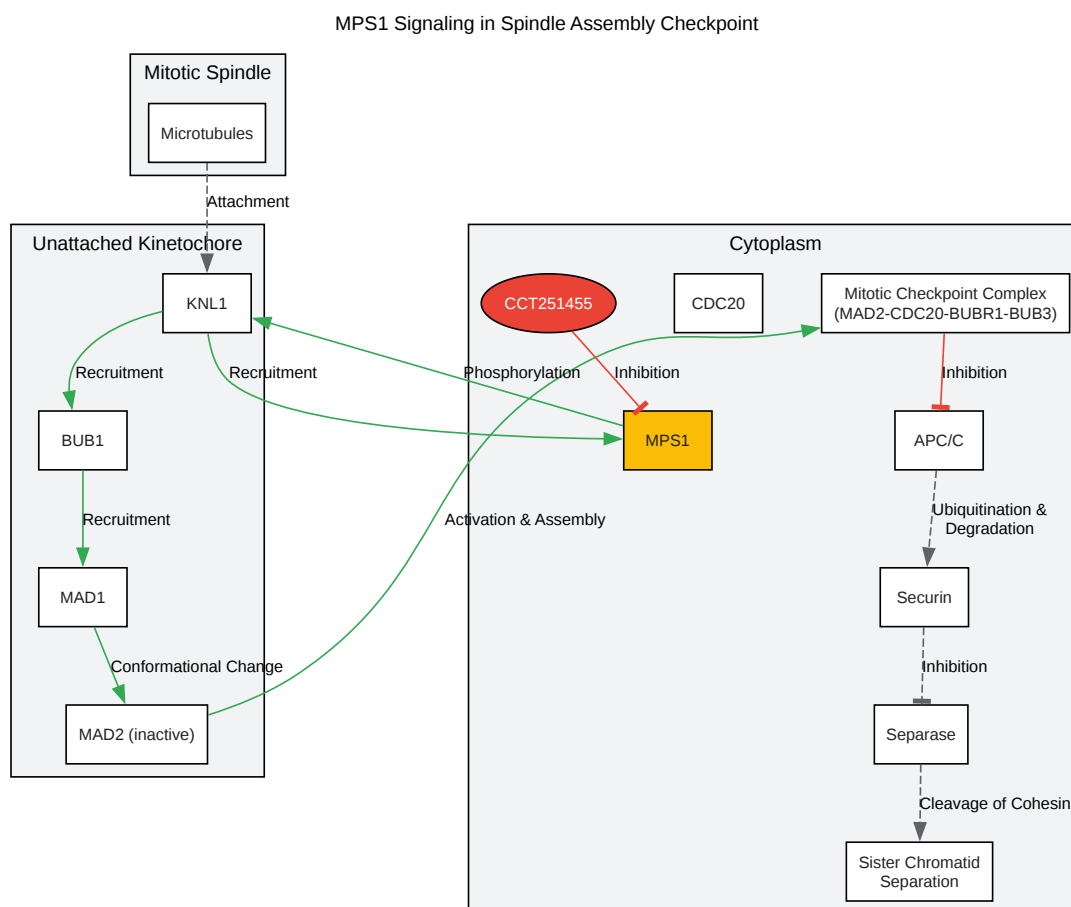 MPS1 Signaling in Spindle Assembly Checkpoint
Mitotic Spindle
Microtubules
Attachment
Unattached Kinetochore
KNL1
Recruitment
Recruitment
BUB1
Recruitment
MAD1
Conformational Change
MAD2 (inactive)
Cytoplasm
CCT251455
CDC20
Mitotic Checkpoint Complex
(MAD2-CDC20-BUBR1-BUB3)
Phosphorylation
Inhibition
Inhibition
MPS1
APC/C
Activation & Assembly
Ubiquitination &
Degradation
Securin
Inhibition
Separase
Cleavage of Cohesin
Sister Chromatid
Separation